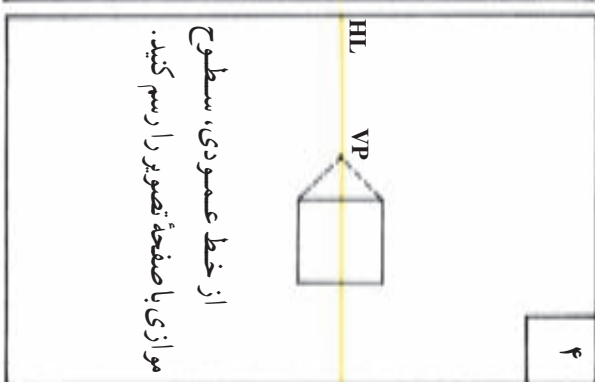 ۴
HL
VP
از خط عمودی، سطوح
موازی با صفحهٔ تصویر را رسم کنید.